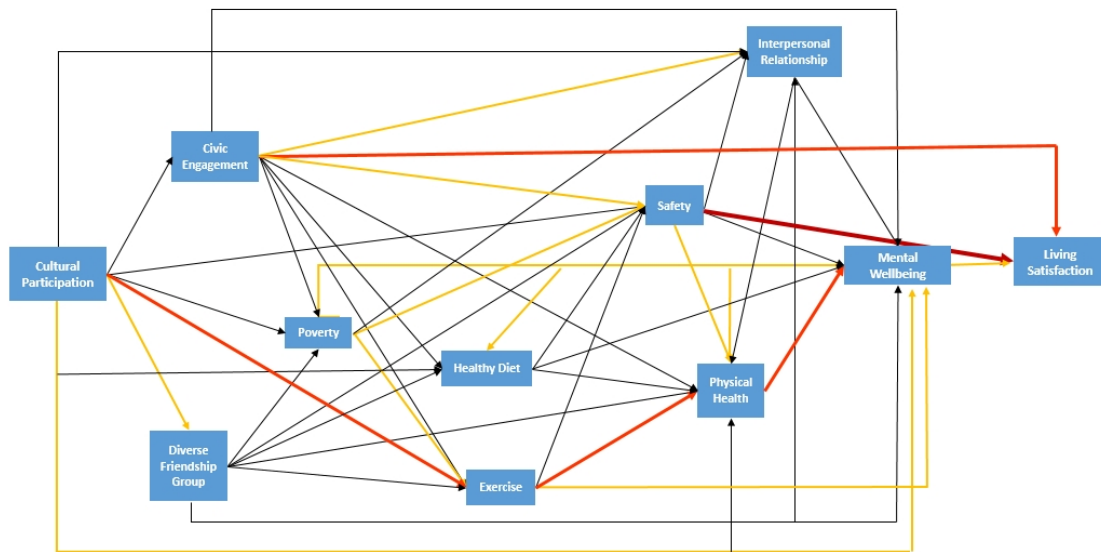 Interpersonal
Relationship
Civic
Engagement
Safety
Cultural
Participation
Mental
Wellbeing
Living
Satisfaction
Poverty
Healthy Diet
Physical
Health
Diverse
Friendship
Group
Exercise